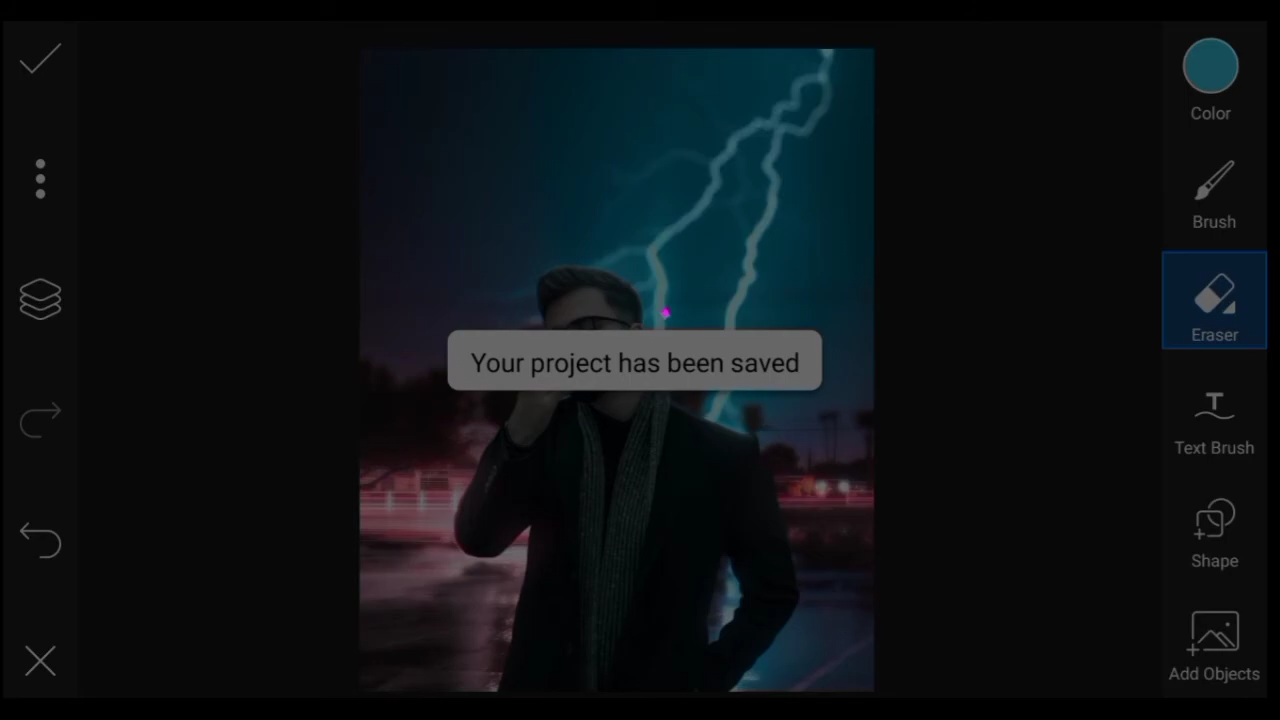 Color
Brush
Eraser
Your project has been saved
Text Brush
Shape
Add Objects